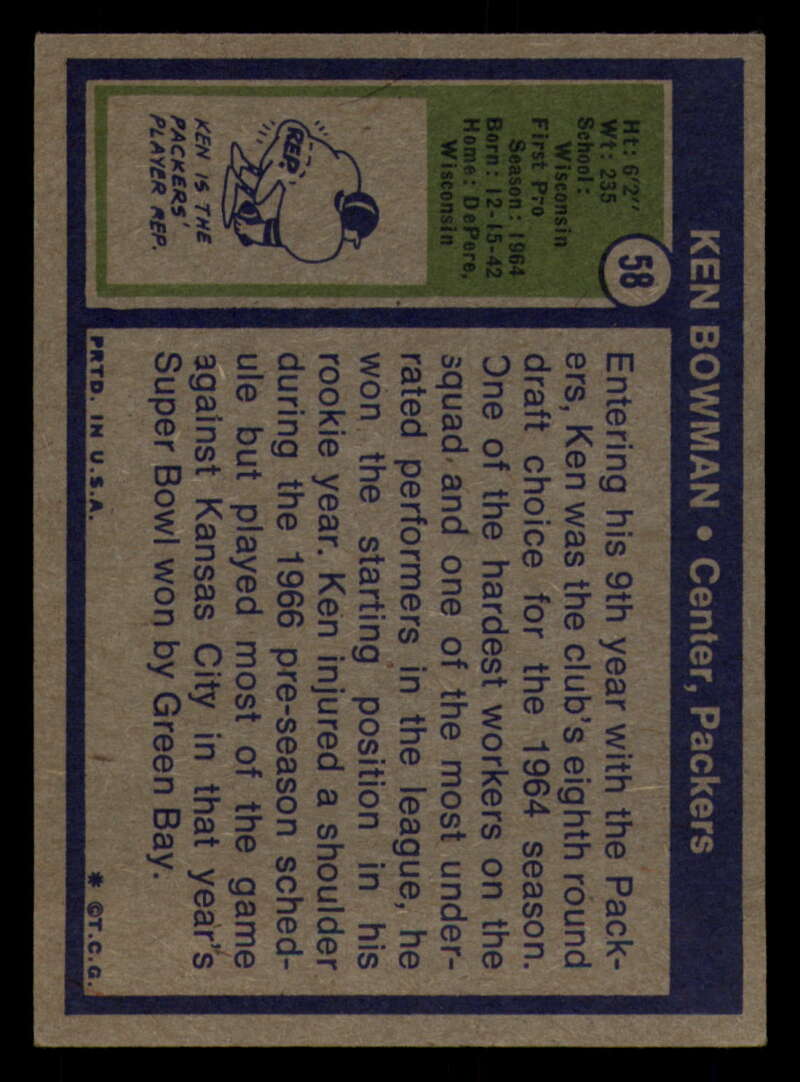 KEN BOWMAN • Center, Packers
58
Ht: 6'2"
Wt: 235
School:
Wisconsin
First Pro
Season: 1964
Born: 12-15-42
Home: DePere,
Wisconsin
REP.
KEN IS THE
PACKERS'
PLAYER REP.
Entering his 9th year with the Pack-
ers, Ken was the club's eighth round
draft choice for the 1964 season.
One of the hardest workers on the
squad and one of the most under-
rated performers in the league, he
won the starting position in his
rookie year. Ken injured a shoulder
during the 1966 pre-season sched-
ule but played most of the game
against Kansas City in that year's
Super Bowl won by Green Bay.
PRTD. IN U.S.A.
* ©T.C.G.